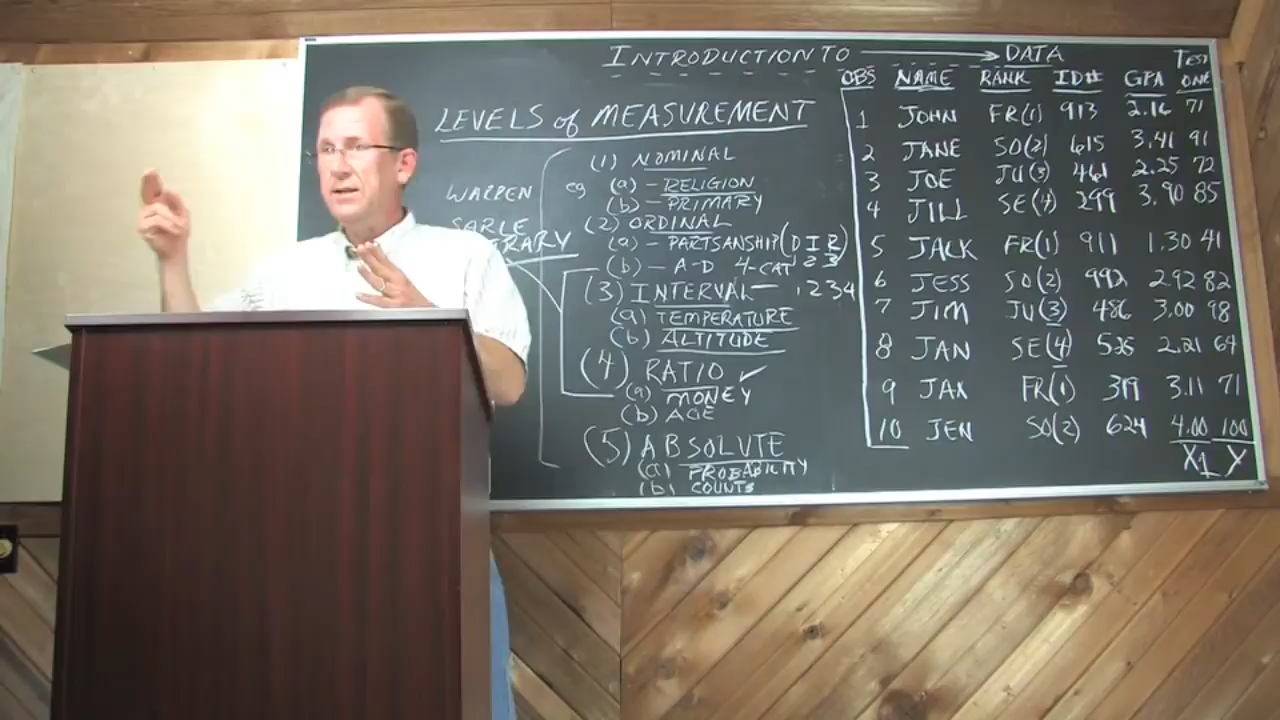 INTRODUCTION TO → DATA
LEVELS of MEASUREMENT
WARREN
SARLE
(1) NOMINAL
eg (a) - RELIGION
(b) - PRIMARY
(2) ORDINAL
(a) - PARTSANSHIP (D I R)
1 2 3
(b) - A-D 4-CAT
(3) INTERVAL - 1 2 3 4
(a) TEMPERATURE
(b) ALTITUDE
(4) RATIO ✓
(a) MONEY
(b) AGE
(5) ABSOLUTE
(a) PROBABILITY
(b) COUNTS
OBS NAME RANK ID# GPA TEST ONE
1 JOHN FR(1) 913 2.16 71
2 JANE SO(2) 615 3.41 91
3 JOE JU(3) 461 2.25 72
4 JILL SE(4) 299 3.90 85
5 JACK FR(1) 911 1.30 41
6 JESS SO(2) 992 2.92 82
7 JIM JU(3) 486 3.00 98
8 JAN SE(4) 525 2.21 64
9 JAX FR(1) 3.11 71
10 JEN SO(2) 624 4.00 100
X1 Y